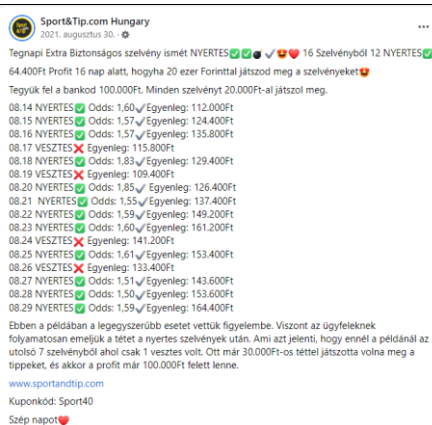 Sport&Tip.com Hungary
2021. augusztus 30. ·
Tegnapi Extra Biztonságos szelvény ismét NYERTES✅✅💣✔🤩❤ 16 Szelvényből 12 NYERTES✅
64.400Ft Profit 16 nap alatt, hogyha 20 ezer Forinttal játszod meg a szelvényeket🤩
Tegyük fel a bankod 100.000Ft. Minden szelvényt 20.000Ft-al játszol meg.
08.14 NYERTES✅ Odds: 1,60✔Egyenleg: 112.000Ft
08.15 NYERTES✅ Odds: 1,57✔Egyenleg: 124.400Ft
08.16 NYERTES✅ Odds: 1,57✔Egyenleg: 135.800Ft
08.17 VESZTES❌ Egyenleg: 115.800Ft
08.18 NYERTES✅ Odds: 1,83✔Egyenleg: 129.400Ft
08.19 VESZTES❌ Egyenleg: 109.400Ft
08.20 NYERTES✅ Odds: 1,85✔ Egyenleg: 126.400Ft
08.21 NYERTES✅ Odds: 1,55✔Egyenleg: 137.400Ft
08.22 NYERTES✅ Odds: 1,59✔Egyenleg: 149.200Ft
08.23 NYERTES✅ Odds: 1,60✔Egyenleg: 161.200Ft
08.24 VESZTES❌ Egyenleg: 141.200Ft
08.25 NYERTES✅ Odds: 1,61✔Egyenleg: 153.400Ft
08.26 VESZTES❌ Egyenleg: 133.400Ft
08.27 NYERTES✅ Odds: 1,51✔Egyenleg: 143.600Ft
08.28 NYERTES✅ Odds: 1,50✔Egyenleg: 153.600Ft
08.29 NYERTES✅ Odds: 1,59✔Egyenleg: 164.400Ft
Ebben a példában a legegyszerűbb esetet vettük figyelembe. Viszont az ügyfeleknek
folyamatosan emeljük a tétet a nyertes szelvények után. Ami azt jelenti, hogy ennél a példánál az
utolsó 7 szelvényből ahol csak 1 vesztes volt. Ott már 30.000Ft-os téttel játszotta volna meg a
tippeket, és akkor a profit már 100.000Ft felett lenne.
www.sportandtip.com
Kuponkód: Sport40
Szép napot❤